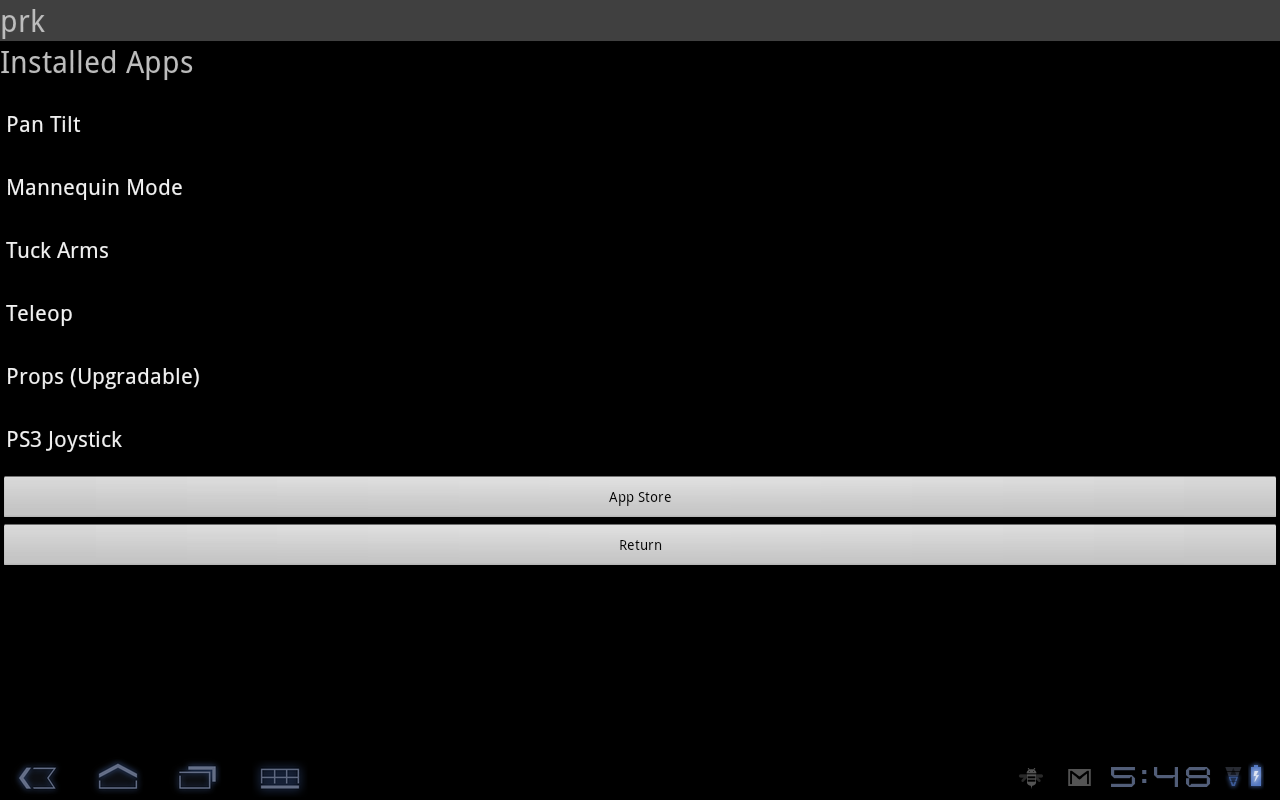 prk
Installed Apps
Pan Tilt
Mannequin Mode
Tuck Arms
Teleop
Props (Upgradable)
PS3 Joystick
App Store
Return
5:48